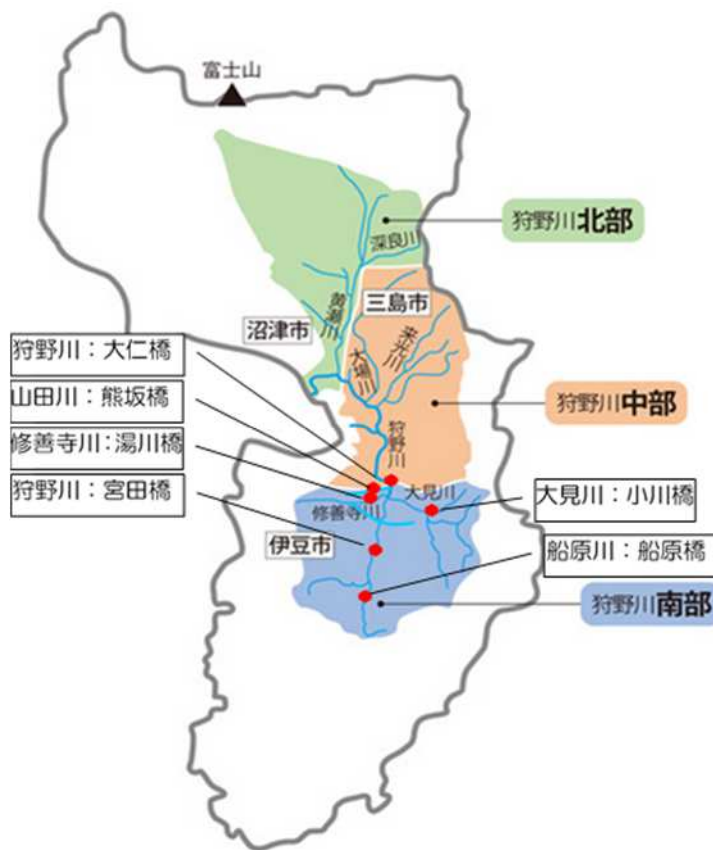 富士山
狩野川北部
深良川
三島市
黄瀬川
沼津市
来光川
大場川
狩野川：大仁橋
山田川：熊坂橋
狩野川中部
修善寺川：湯川橋
狩野川
狩野川：宮田橋
大見川
大見川：小川橋
修善寺川
伊豆市
船原川：船原橋
狩野川南部